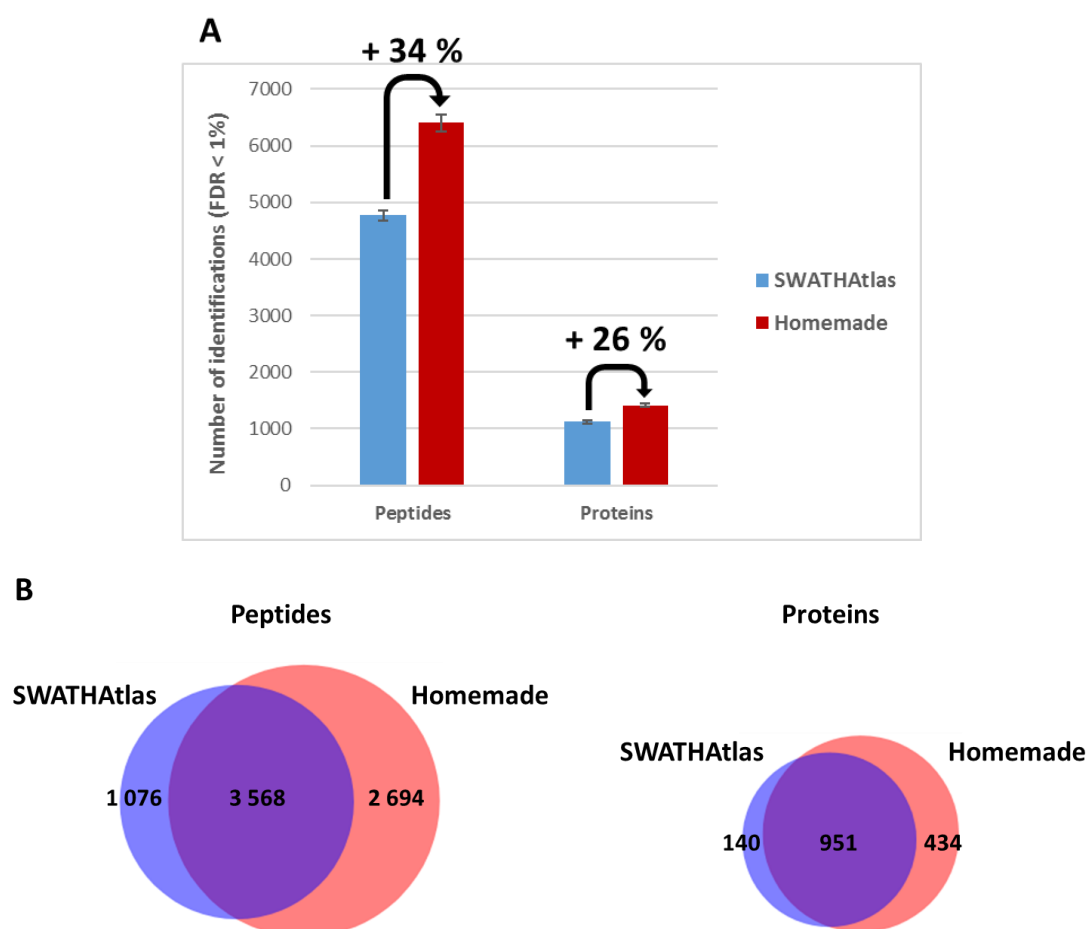 A
+ 34 %
7000
6000
5000
4000
3000
2000
1000
0
Number of identifications (FDR < 1%)
+ 26 %
Peptides
Proteins
SWATHAtlas
Homemade
B
Peptides
SWATHAtlas
Homemade
1 076
3 568
2 694
Proteins
SWATHAtlas
Homemade
140
951
434